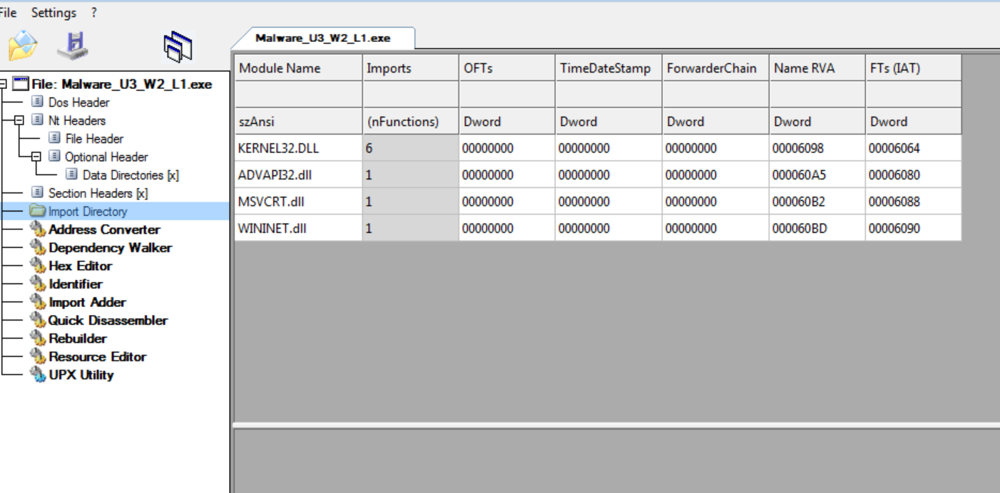 File Settings ?
Malware_U3_W2_L1.exe
File: Malware_U3_W2_L1.exe
Dos Header
Nt Headers
File Header
Optional Header
Data Directories [x]
Section Headers [x]
Import Directory
Address Converter
Dependency Walker
Hex Editor
Identifier
Import Adder
Quick Disassembler
Rebuilder
Resource Editor
UPX Utility
Module Name Imports OFTs TimeDateStamp ForwarderChain Name RVA FTs (IAT)
szAnsi (nFunctions) Dword Dword Dword Dword Dword
KERNEL32.DLL 6 00000000 00000000 00000000 00006098 00006064
ADVAPI32.dll 1 00000000 00000000 00000000 000060A5 00006080
MSVCRT.dll 1 00000000 00000000 00000000 000060B2 00006088
WININET.dll 1 00000000 00000000 00000000 000060BD 00006090